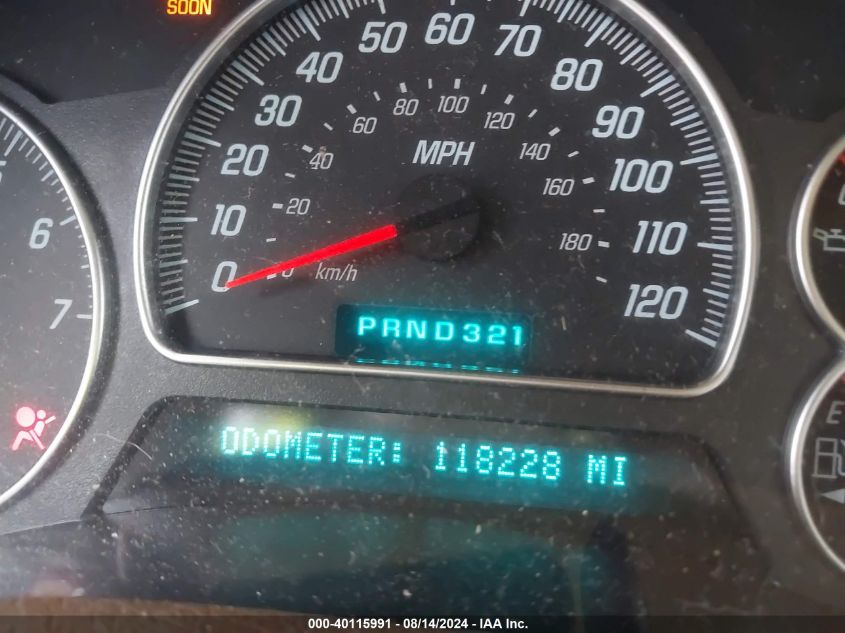 SOON
50 60 70
40 80
30 90
20 100
10 110
0 120
20 40 60 80 100 120 140 160 180
MPH
km/h
6
7
PRND321
ODOMETER: 118228 MI
E
000-40115991 - 08/14/2024 - IAA Inc.